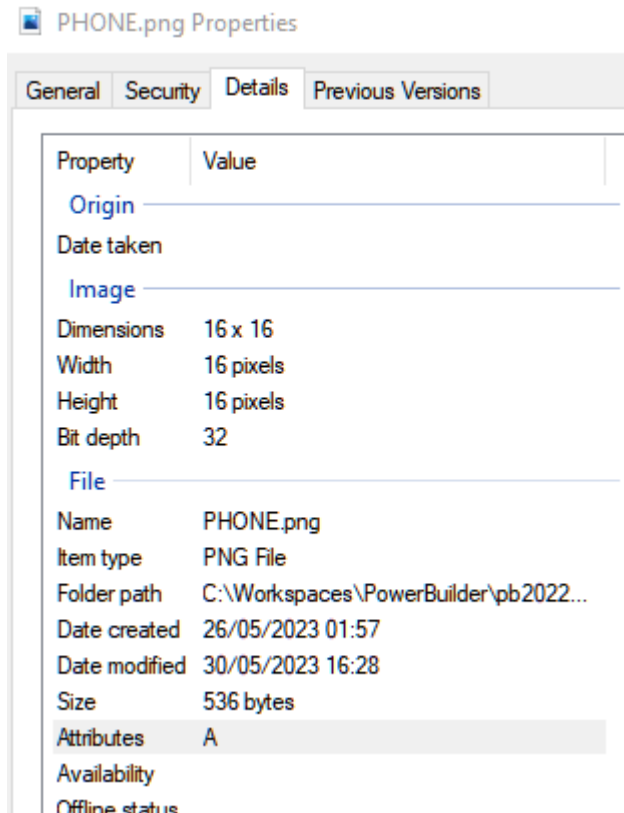 PHONE.png Properties
General Security Details Previous Versions
Property Value
Origin
Date taken
Image
Dimensions 16 x 16
Width 16 pixels
Height 16 pixels
Bit depth 32
File
Name PHONE.png
Item type PNG File
Folder path C:\Workspaces\PowerBuilder\pb2022...
Date created 26/05/2023 01:57
Date modified 30/05/2023 16:28
Size 536 bytes
Attributes A
Availability
Offline status